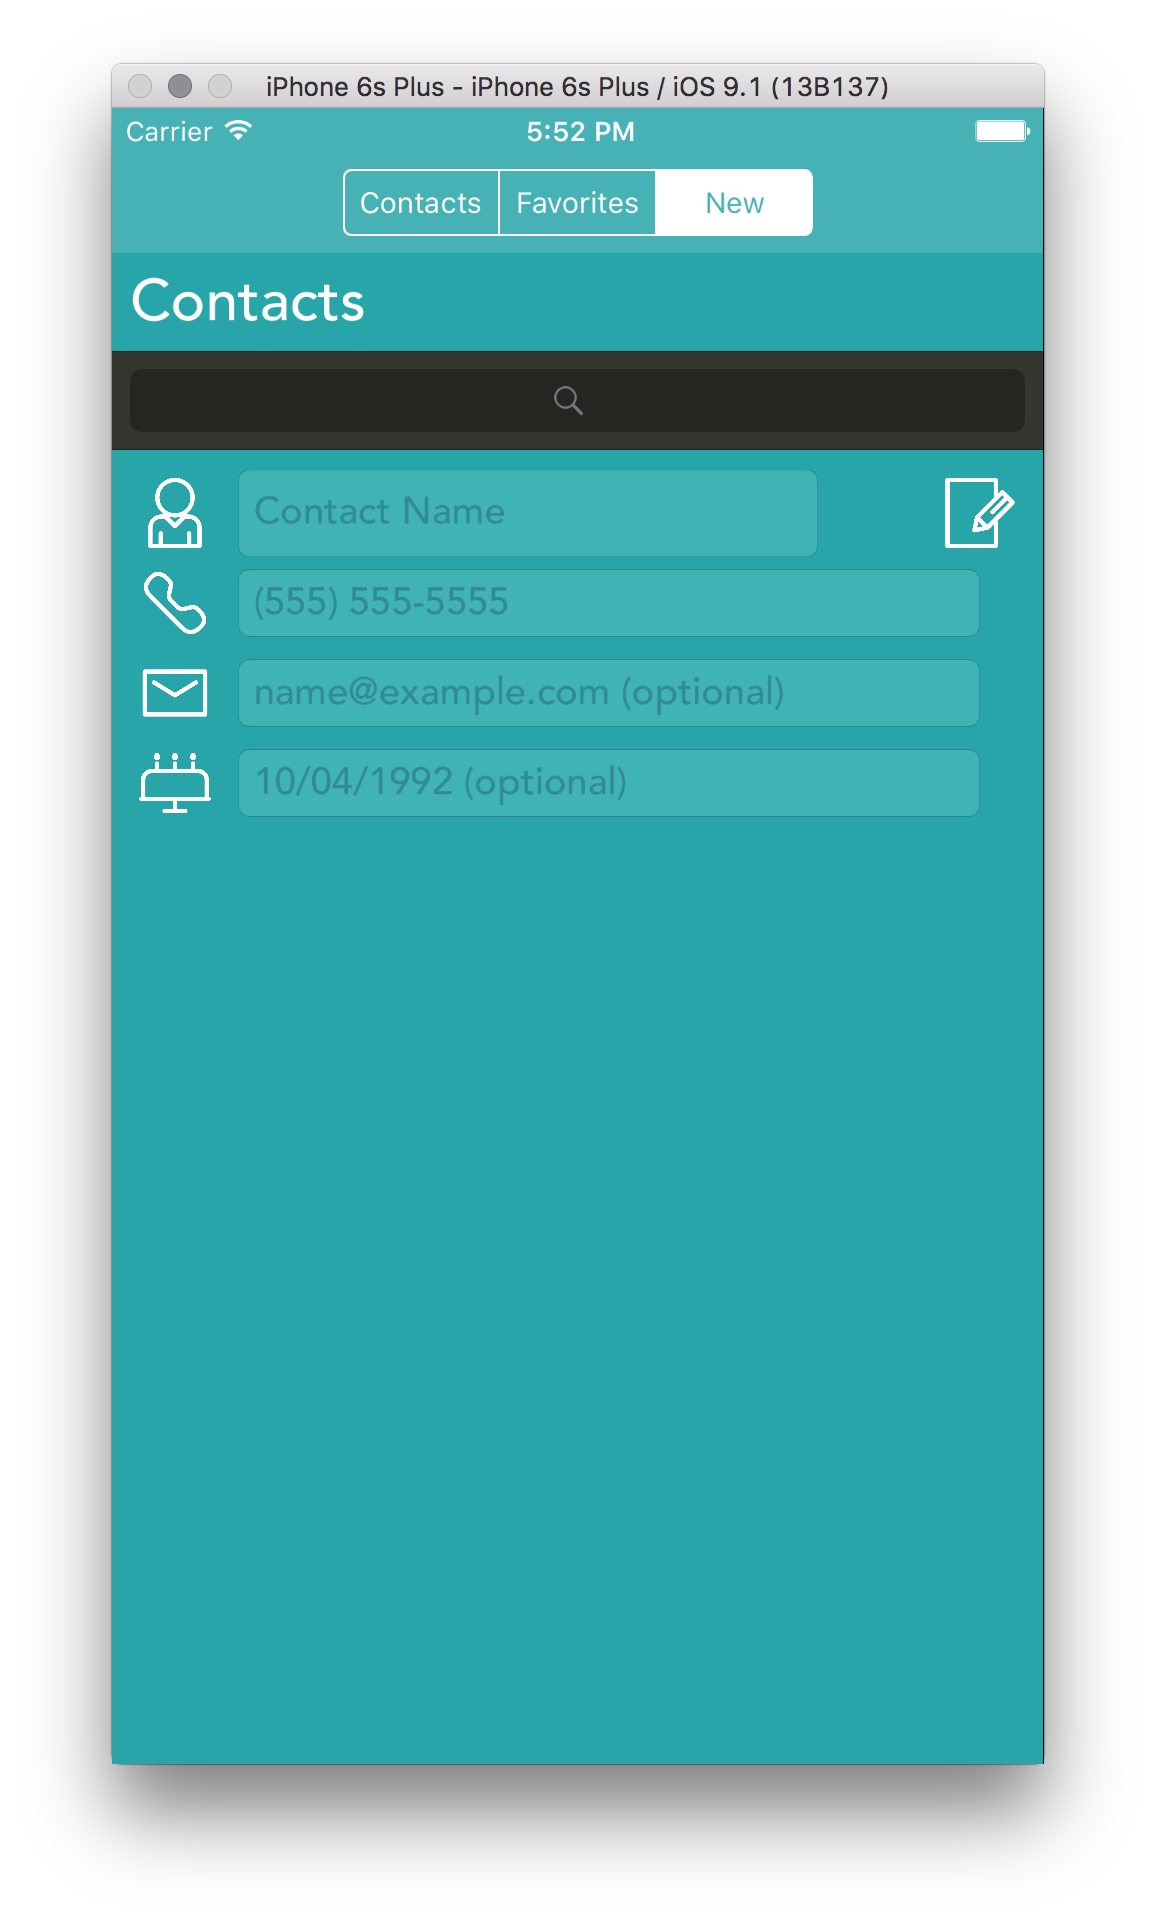 iPhone 6s Plus - iPhone 6s Plus / iOS 9.1 (13B137)
Carrier 5:52 PM
Contacts Favorites New
Contacts
Contact Name
(555) 555-5555
name@example.com (optional)
10/04/1992 (optional)